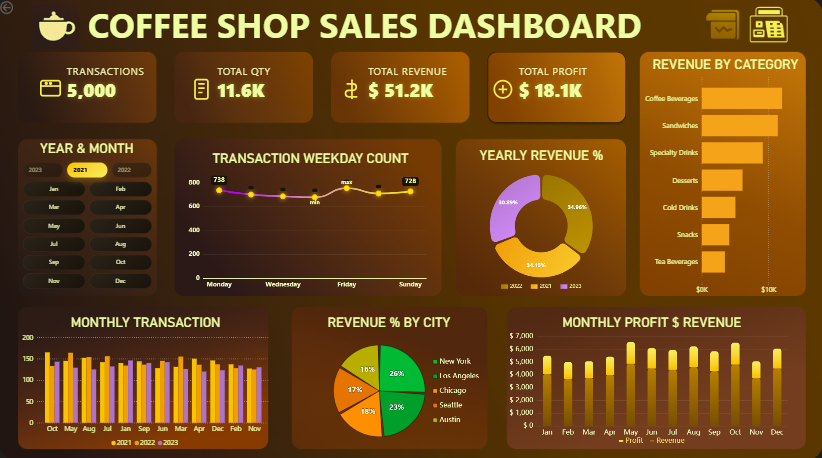 COFFEE SHOP SALES DASHBOARD
TRANSACTIONS
5,000
TOTAL QTY
11.6K
TOTAL REVENUE
$ 51.2K
TOTAL PROFIT
$ 18.1K
REVENUE BY CATEGORY
Coffee Beverages
Sandwiches
Specialty Drinks
Desserts
Cold Drinks
Snacks
Tea Beverages
$0K $10K
YEAR & MONTH
2023 2021 2022
Jan Feb
Mar Apr
May Jun
Jul Aug
Sep Oct
Nov Dec
TRANSACTION WEEKDAY COUNT
800
600
400
200
0
738
min
max
728
Monday Wednesday Friday Sunday
YEARLY REVENUE %
30.89% 34.96%
34.15%
2022 2021 2023
MONTHLY TRANSACTION
200
150
100
50
0
Oct May Aug Jul Jan Sep Jun Mar Apr Dec Feb Nov
2021 2022 2023
REVENUE % BY CITY
16% 26%
17%
18% 23%
New York
Los Angeles
Chicago
Seattle
Austin
MONTHLY PROFIT $ REVENUE
$ 7,000
$ 6,000
$ 5,000
$ 4,000
$ 3,000
$ 2,000
$ 1,000
$ 0
Jan Feb Mar Apr May Jun Jul Aug Sep Oct Nov Dec
Profit Revenue